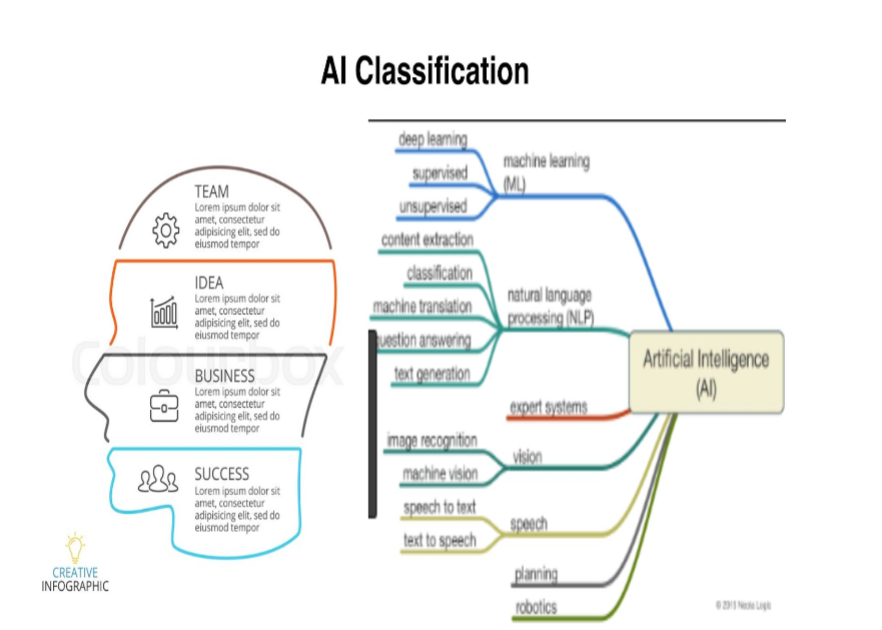 AI Classification
TEAM
Lorem ipsum dolor sit
amet, consectetur
adipisicing elit, sed do
eiusmod tempor
IDEA
Lorem ipsum dolor sit
amet, consectetur
adipisicing elit, sed do
eiusmod tempor
Colourbox
BUSINESS
Lorem ipsum dolor sit
amet, consectetur
adipisicing elit, sed do
eiusmod tempor
SUCCESS
Lorem ipsum dolor sit
amet, consectetur
adipisicing elit, sed do
eiusmod tempor
CREATIVE
INFOGRAPHIC
deep learning
supervised
unsupervised
machine learning
(ML)
content extraction
classification
machine translation
uestion answering
text generation
natural language
processing (NLP)
Artificial Intelligence
(AI)
expert systems
image recognition
machine vision
vision
speech to text
text to speech
speech
planning
robotics